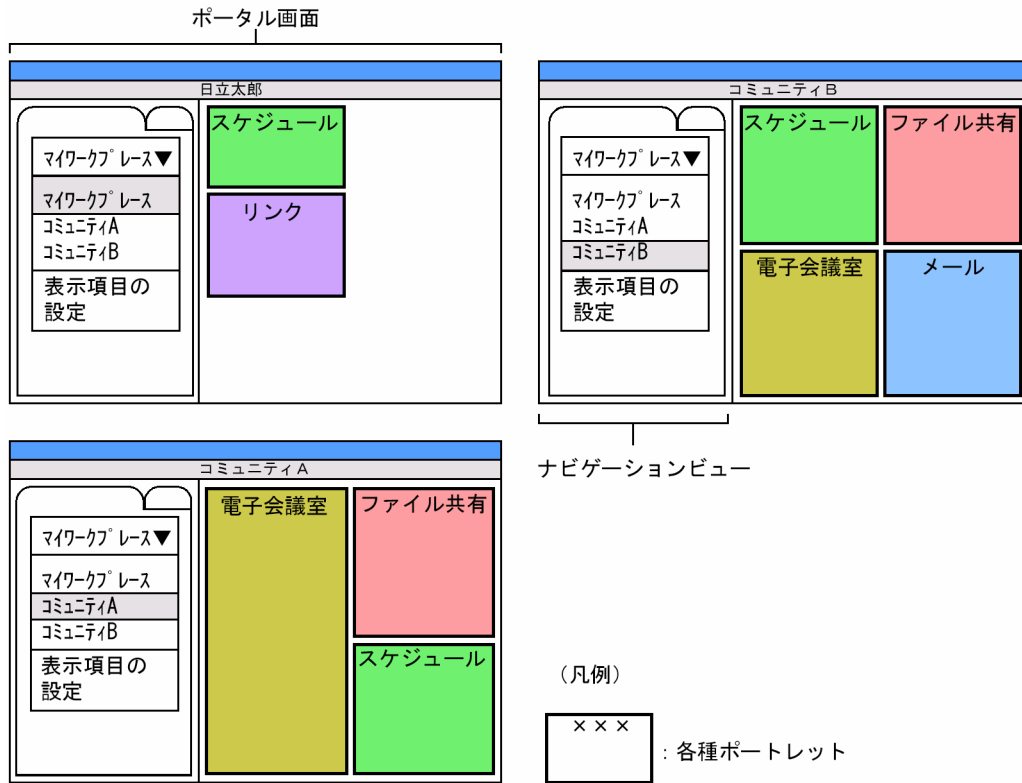 ポータル画面
日立太郎
マイワークプレース▼
マイワークプレース
コミュニティA
コミュニティB
表示項目の
設定
スケジュール
リンク
コミュニティB
マイワークプレース▼
マイワークプレース
コミュニティA
コミュニティB
表示項目の
設定
スケジュール
ファイル共有
電子会議室
メール
ナビゲーションビュー
コミュニティA
マイワークプレース▼
マイワークプレース
コミュニティA
コミュニティB
表示項目の
設定
電子会議室
ファイル共有
スケジュール
（凡例）
×××
：各種ポートレット